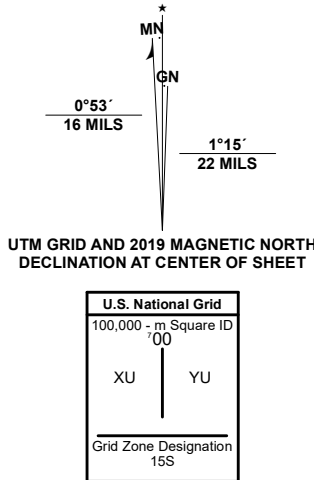 ★
MN
GN
0°53´
16 MILS
1°15´
22 MILS
UTM GRID AND 2019 MAGNETIC NORTH
DECLINATION AT CENTER OF SHEET
U.S. National Grid
100,000 - m Square ID
⁷00
XU YU
Grid Zone Designation
15S